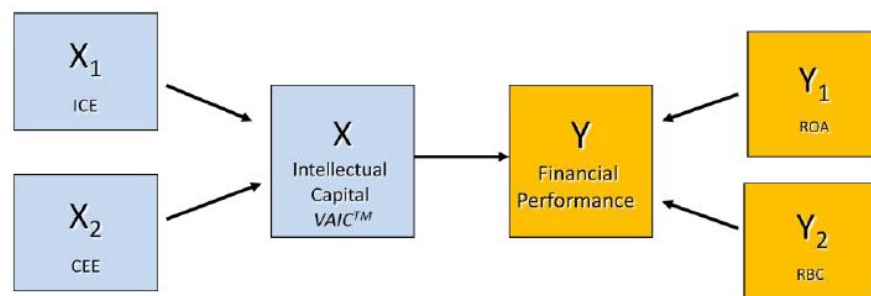 X₁
ICE
X₂
CEE
X
Intellectual
Capital
VAIC™
Y
Financial
Performance
Y₁
ROA
Y₂
RBC